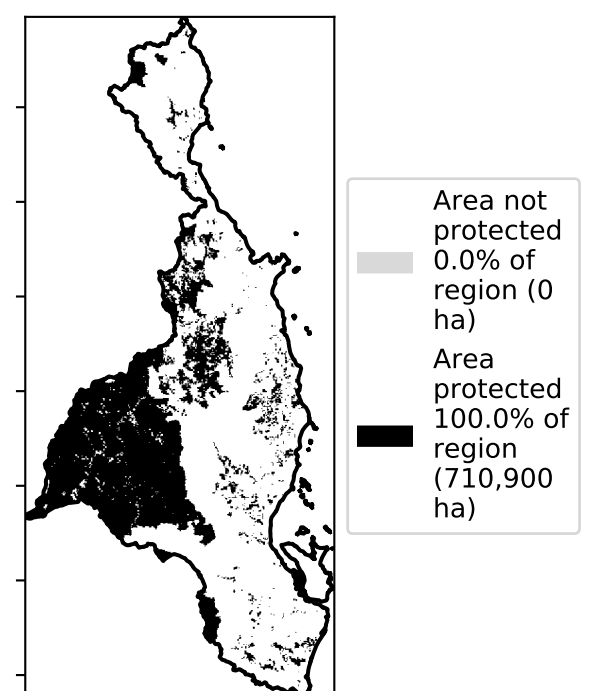 Area not
protected
0.0% of
region (0
ha)
Area
protected
100.0% of
region
(710,900
ha)